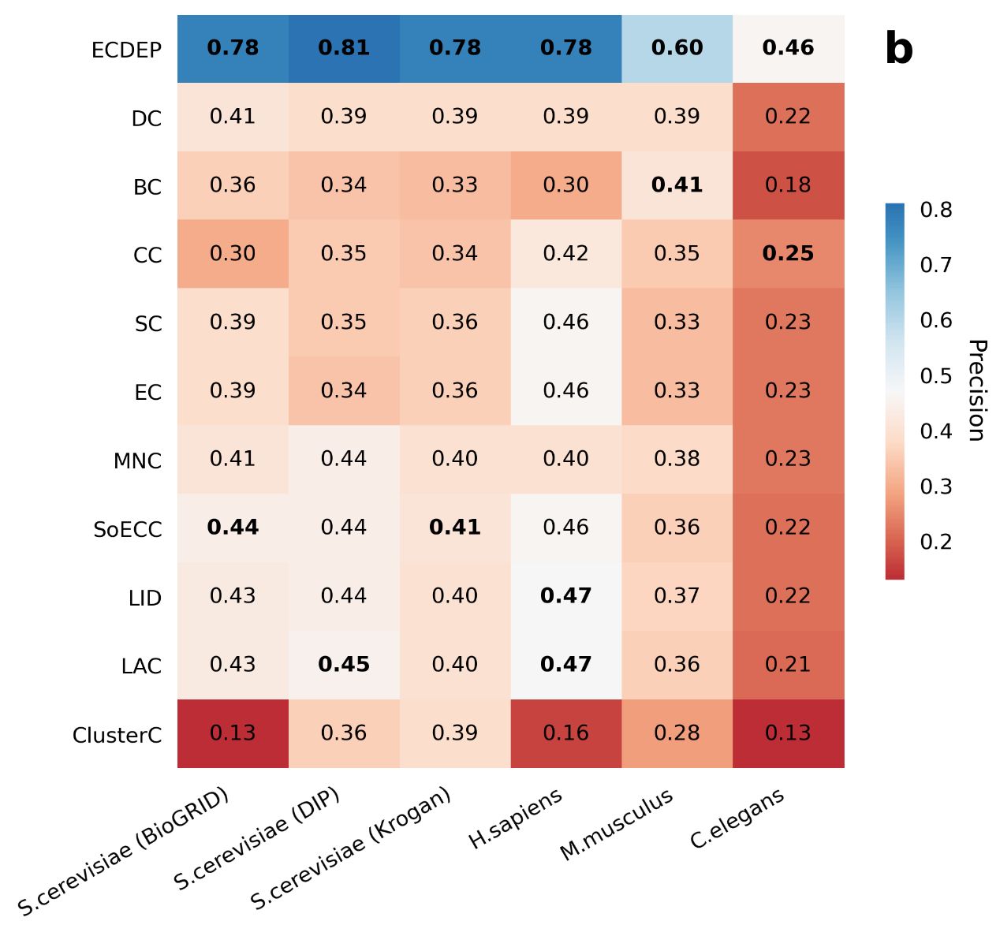 ECDEP 0.78 0.81 0.78 0.78 0.60 0.46 b
DC 0.41 0.39 0.39 0.39 0.39 0.22
BC 0.36 0.34 0.33 0.30 0.41 0.18
CC 0.30 0.35 0.34 0.42 0.35 0.25
SC 0.39 0.35 0.36 0.46 0.33 0.23
EC 0.39 0.34 0.36 0.46 0.33 0.23
MNC 0.41 0.44 0.40 0.40 0.38 0.23
SoECC 0.44 0.44 0.41 0.46 0.36 0.22
LID 0.43 0.44 0.40 0.47 0.37 0.22
LAC 0.43 0.45 0.40 0.47 0.36 0.21
ClusterC 0.13 0.36 0.39 0.16 0.28 0.13
S.cerevisiae (BioGRID)
S.cerevisiae (DIP)
S.cerevisiae (Krogan)
H.sapiens
M.musculus
C.elegans
0.8
0.7
0.6
0.5
0.4
0.3
0.2
Precision